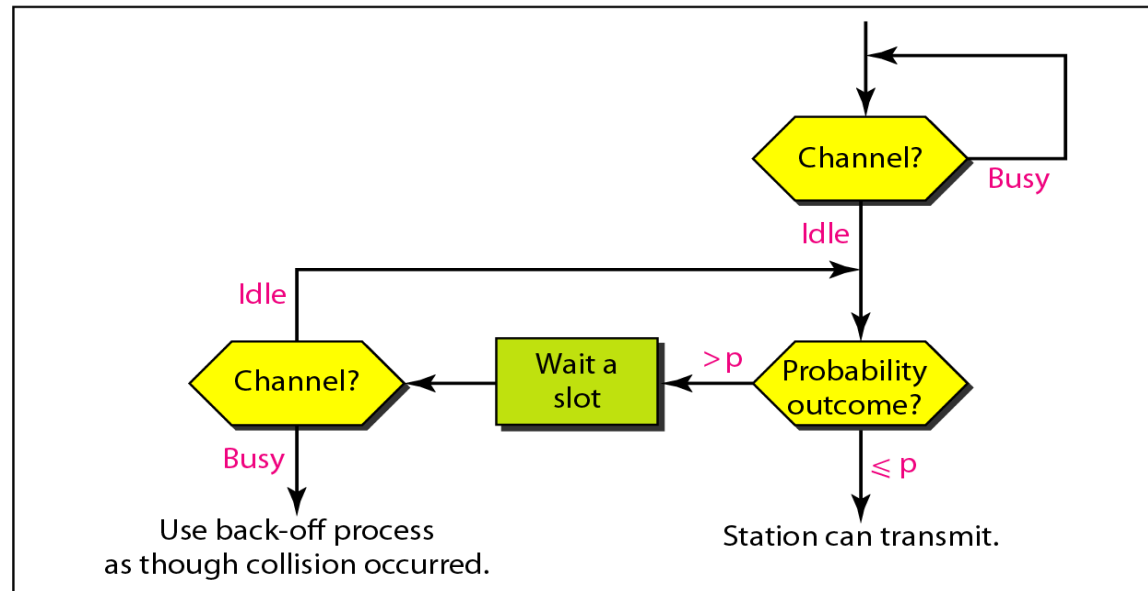 Channel?
Busy
Idle
Idle
Channel?
Wait a
slot
> p
Probability
outcome?
Busy
⩽ p
Use back-off process
as though collision occurred.
Station can transmit.